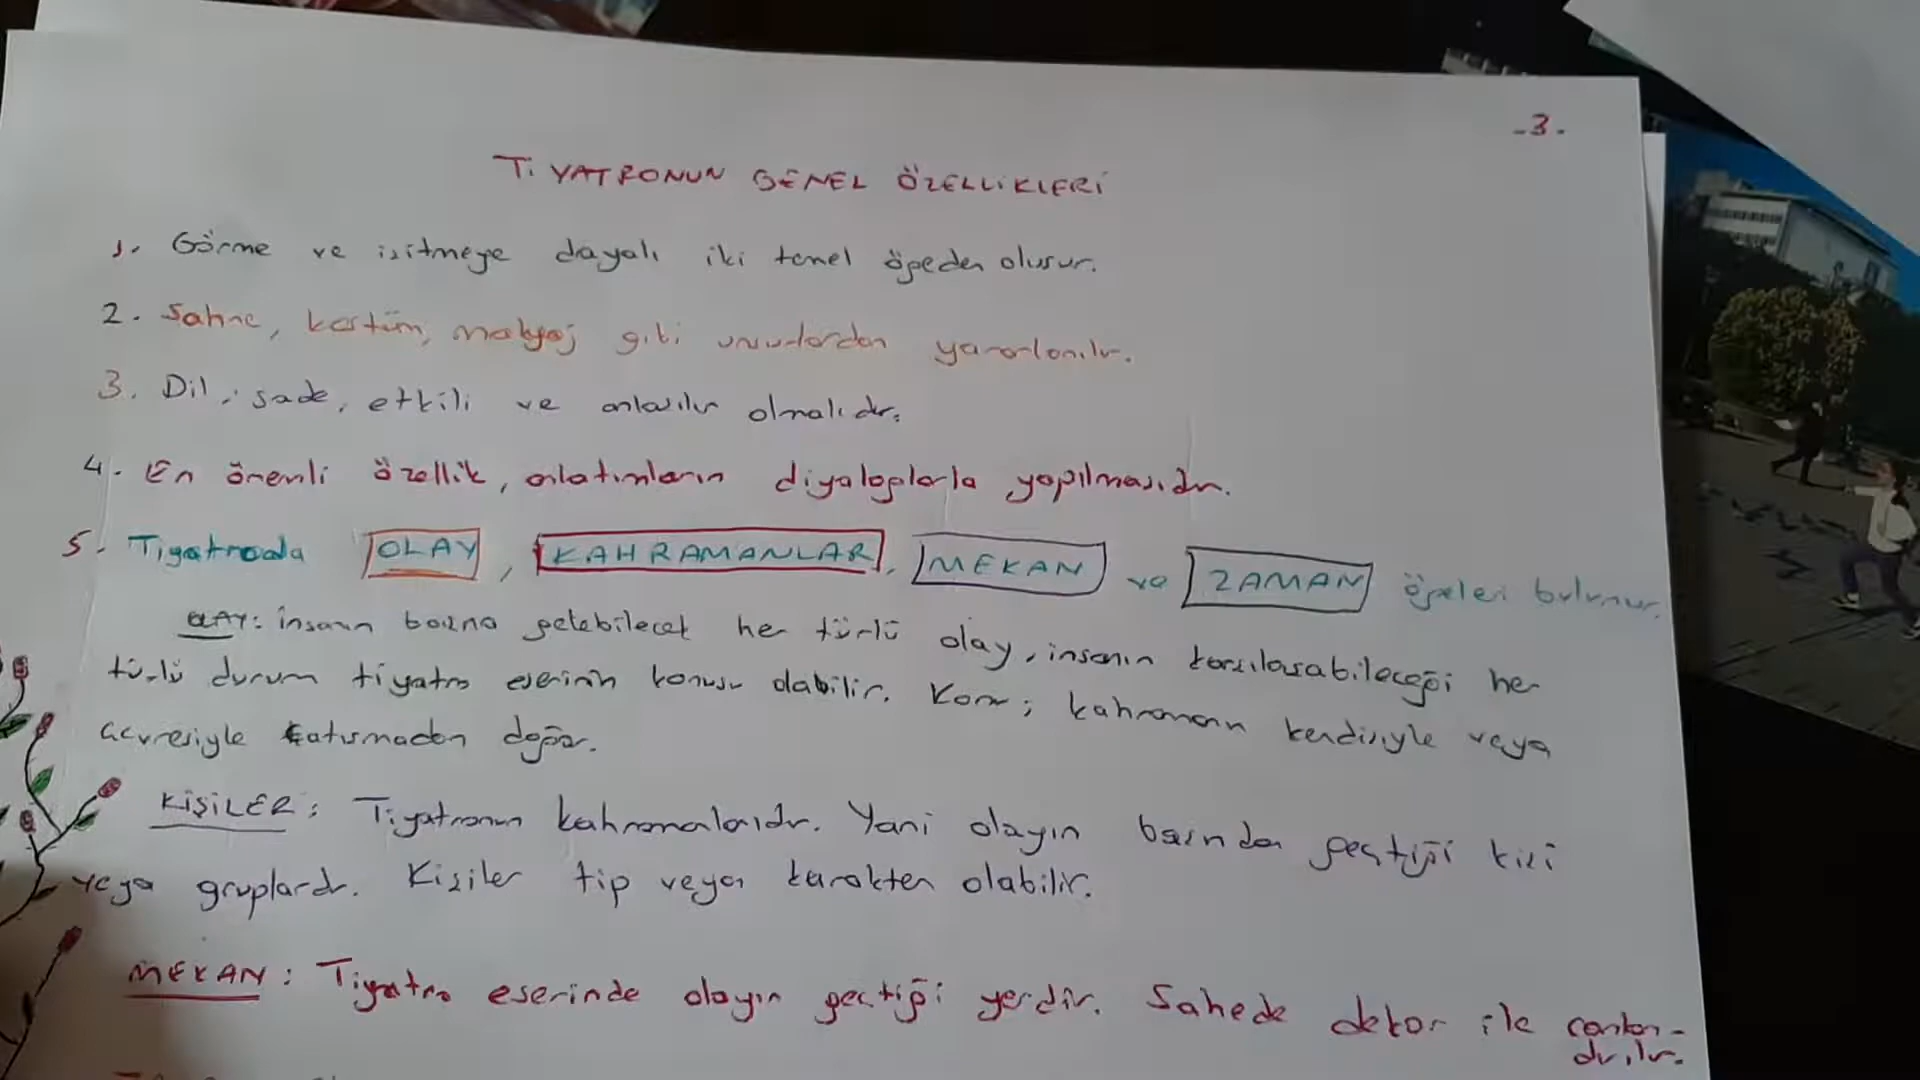 -3.
TİYATRONUN GENEL ÖZELLİKLERİ
1. Görme ve işitmeye dayalı iki temel öğeden oluşur.
2. Sahne, kostüm, makyaj gibi unsurlardan yararlanılır.
3. Dil, sade, etkili ve anlaşılır olmalıdır.
4. En önemli özellik, anlatımların diyaloglarla yapılmasıdır.
5. Tiyatroda OLAY, KAHRAMANLAR, MEKAN ve ZAMAN öğeleri bulunur.
OLAY: İnsanın başına gelebilecek her türlü olay, insanın karşılaşabileceği her
türlü durum tiyatro eserinin konusu olabilir. Konu; kahramanın kendisiyle veya
çevresiyle çatışmadan doğar.
KİŞİLER: Tiyatronun kahramalarıdır. Yani olayın başından geçtiği kişi
veya gruplardır. Kişiler tip veya karakter olabilir.
MEKAN: Tiyatro eserinde olayın geçtiği yerdir. Sahede dekor ile canlan-
dırılır.